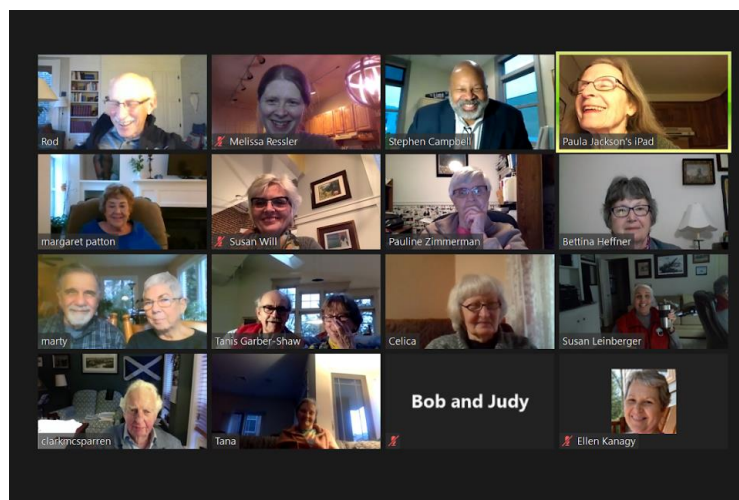 Rod
Melissa Ressler
Stephen Campbell
Paula Jackson's iPad
margaret patton
Susan Will
Pauline Zimmerman
Bettina Heffner
marty
Tanis Garber-Shaw
Celica
Susan Leinberger
clarkmcsparren
Tana
Bob and Judy
Ellen Kanagy